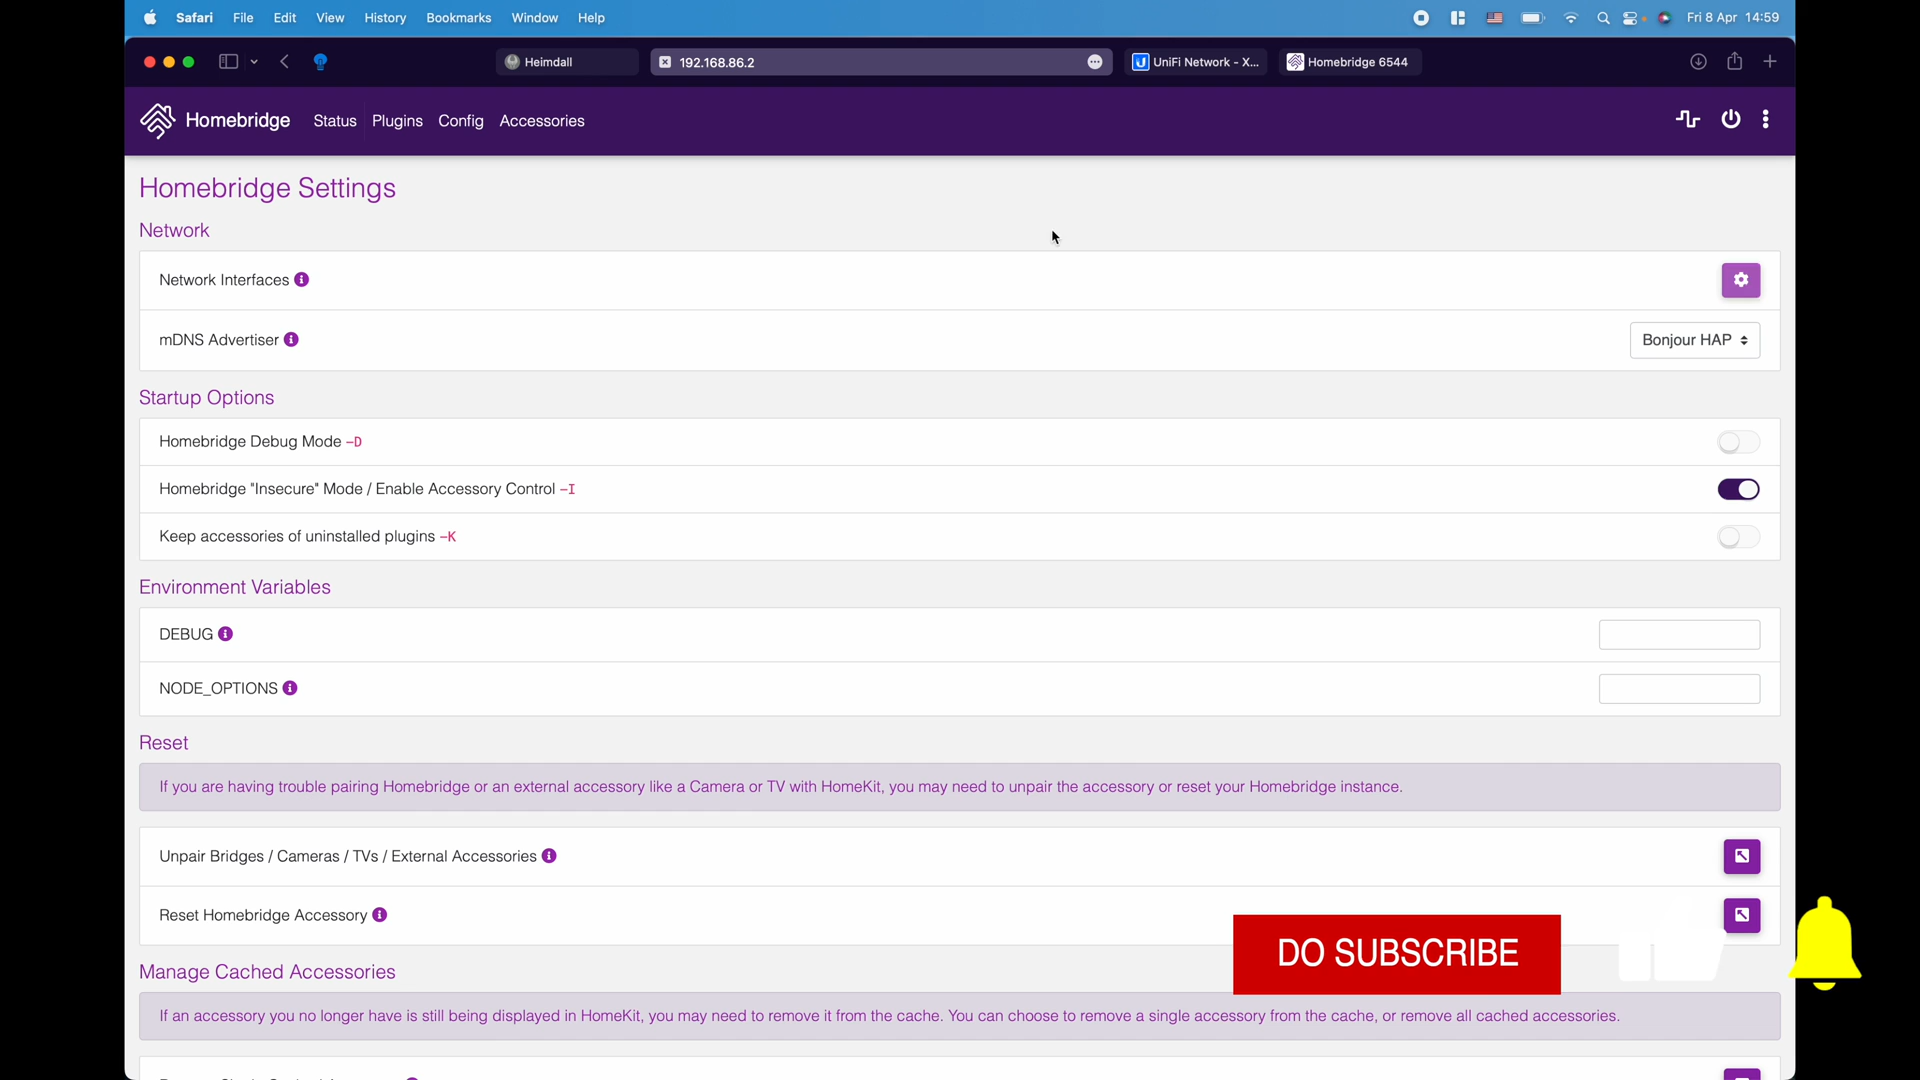 Safari File Edit View History Bookmarks Window Help Fri 8 Apr 14:59
Heimdall 192.168.86.2 UniFi Network - X... Homebridge 6544
Homebridge Status Plugins Config Accessories
Homebridge Settings
Network
Network Interfaces
mDNS Advertiser Bonjour HAP
Startup Options
Homebridge Debug Mode -D
Homebridge "Insecure" Mode / Enable Accessory Control -I
Keep accessories of uninstalled plugins -K
Environment Variables
DEBUG
NODE_OPTIONS
Reset
If you are having trouble pairing Homebridge or an external accessory like a Camera or TV with HomeKit, you may need to unpair the accessory or reset your Homebridge instance.
Unpair Bridges / Cameras / TVs / External Accessories
Reset Homebridge Accessory
DO SUBSCRIBE
Manage Cached Accessories
If an accessory you no longer have is still being displayed in HomeKit, you may need to remove it from the cache. You can choose to remove a single accessory from the cache, or remove all cached accessories.